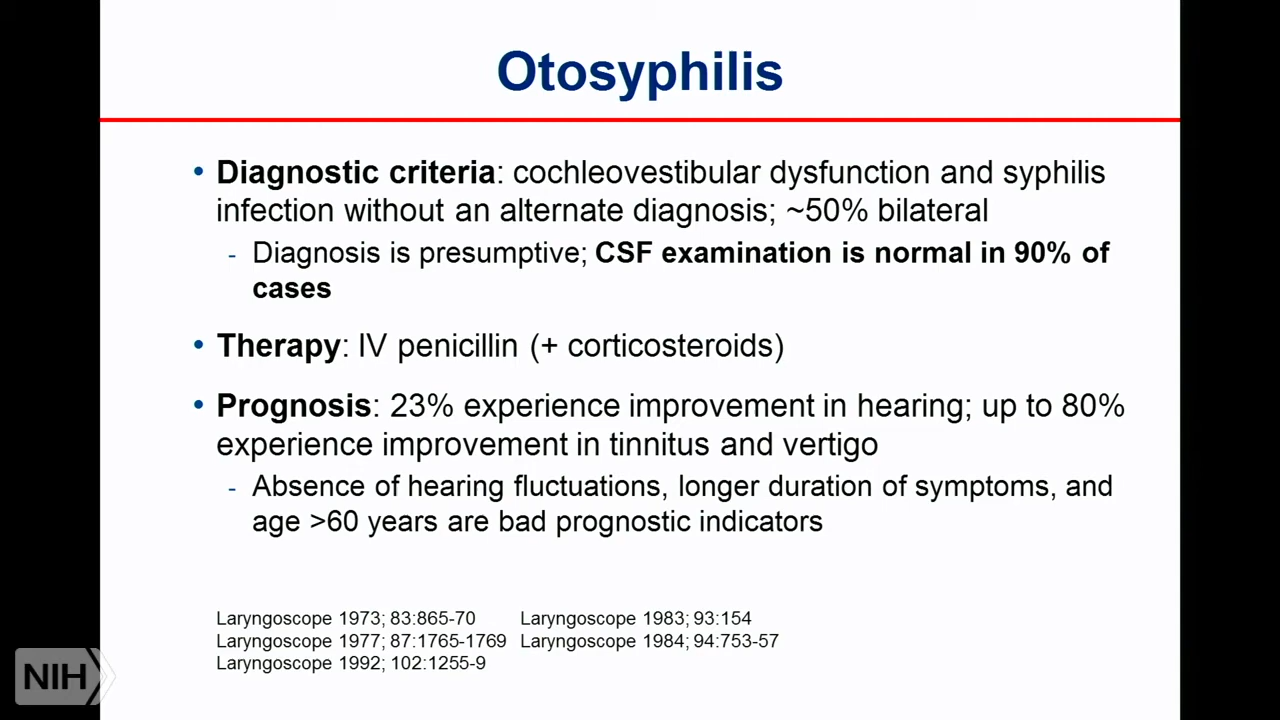 Otosyphilis
• Diagnostic criteria: cochleovestibular dysfunction and syphilis
infection without an alternate diagnosis; ~50% bilateral
- Diagnosis is presumptive; CSF examination is normal in 90% of
cases
• Therapy: IV penicillin (+ corticosteroids)
• Prognosis: 23% experience improvement in hearing; up to 80%
experience improvement in tinnitus and vertigo
- Absence of hearing fluctuations, longer duration of symptoms, and
age >60 years are bad prognostic indicators
Laryngoscope 1973; 83:865-70 Laryngoscope 1983; 93:154
Laryngoscope 1977; 87:1765-1769 Laryngoscope 1984; 94:753-57
Laryngoscope 1992; 102:1255-9
NIH